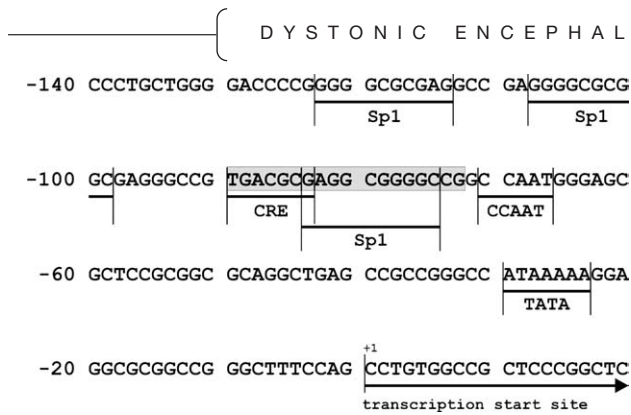 DYSTONIC ENCEPHAL
-140 CCCTGCTGGG GACCCCGGGG GCGCGAGGCC GAGGGGCGCG
Sp1 Sp1
-100 GCGAGGGCCG TGACGCGAGG CGGGGCCGGC CAATGGGAGC
CRE CCAAT
Sp1
-60 GCTCCGCGGC GCAGGCTGAG CCGCCGGGCC ATAAAAAGGA
TATA
+1
-20 GGCGCGGCCG GGCTTTCCAG CCTGTGGCCG CTCCCGGCTC
transcription start site